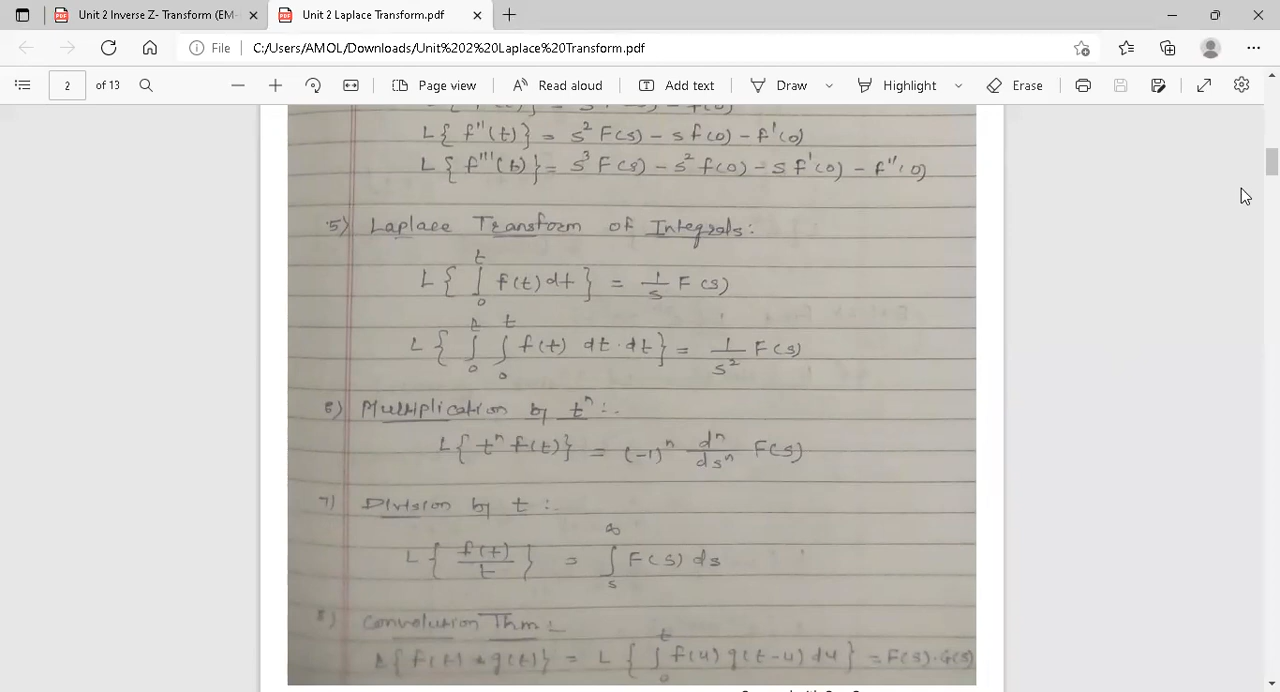 Unit 2 Inverse Z- Transform (EM-
Unit 2 Laplace Transform.pdf
File C:/Users/AMOL/Downloads/Unit%202%20Laplace%20Transform.pdf
2 of 13 Page view Read aloud Add text Draw Highlight Erase
L{ f''(t)} = s² F(s) - s f(0) - f'(0)
L{ f'''(t)} = s³ F(s) - s² f(0) - s f'(0) - f''(0)
5) Laplace Transform of Integrals:
L{ ∫₀ᵗ f(t) dt } = 1/s F(s)
L{ ∫₀ᵗ ∫₀ᵗ f(t) dt·dt} = 1/s² F(s)
6) Multiplication by tⁿ :-
L{ tⁿ f(t)} = (-1)ⁿ dⁿ/dsⁿ F(s)
7) Division by t :-
L{ f(t)/t } = ∫ₛ^∞ F(s) ds
8) Convolusion Thm :-
L{ f(t) * g(t)} = L { ∫₀ᵗ f(u) g(t-u) du } = F(s)·G(s)